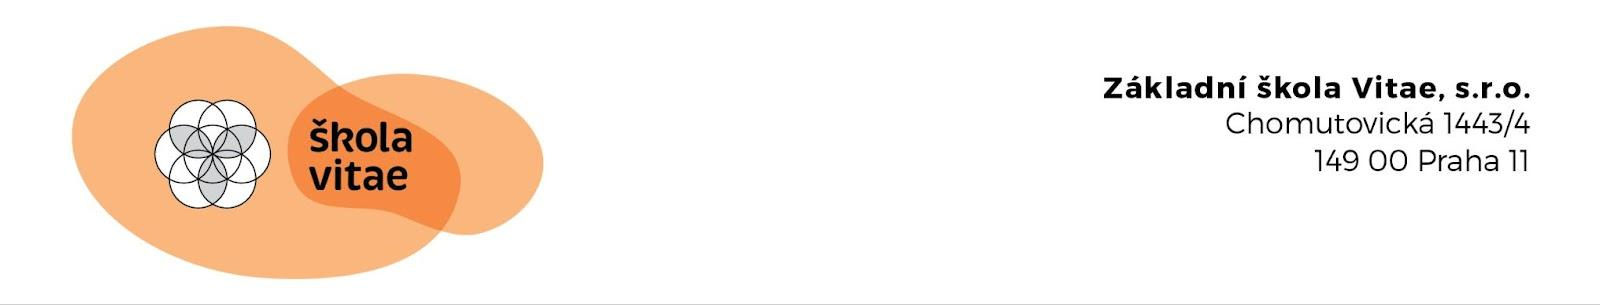 škola
vitae
Základní škola Vitae, s.r.o.
Chomutovická 1443/4
149 00 Praha 11